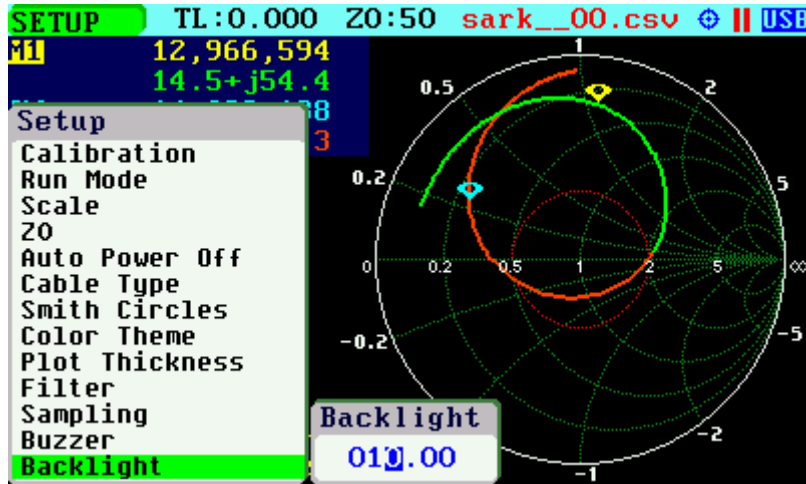 SETUP TL:0.000 Z0:50 sark__00.csv USB
M1 12,966,594
14.5+j54.4
8
3
Setup
Calibration
Run Mode
Scale
Z0
Auto Power Off
Cable Type
Smith Circles
Color Theme
Plot Thickness
Filter
Sampling
Buzzer
Backlight
Backlight
010.00
1
0.5
2
0.2
5
0 0.2 0.5 1 2 5 ∞
-0.2
-5
-2
-1